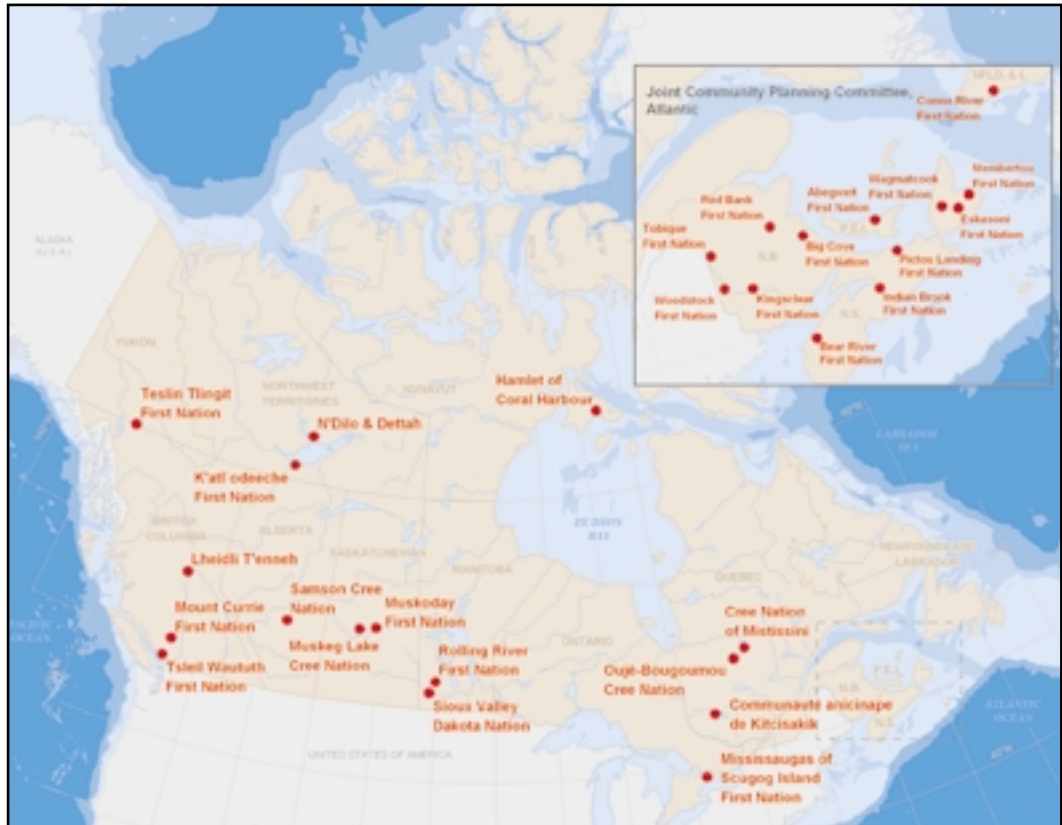 Joint Community Planning Committee,
Atlantic
NFLD. & L.
Conne River
First Nation
Membertou
First Nation
Wagmatcook
First Nation
Abegweit
First Nation
Eskasoni
First Nation
Red Bank
First Nation
P.E.I.
Tobique
First Nation
Big Cove
First Nation
N.B.
Pictou Landing
First Nation
Woodstock
First Nation
Kingsclear
First Nation
Indian Brook
First Nation
N.S.
Bear River
First Nation
ALASKA
(U.S.A.)
YUKON
NORTHWEST
TERRITORIES
NUNAVUT
Hamlet of
Coral Harbour
Teslin Tlingit
First Nation
N'Dilo & Dettah
LABRADOR
SEA
K'atl'odeeche
First Nation
BRITISH
COLUMBIA
ALBERTA
SASKATCHEWAN
MANITOBA
HUDSON
BAY
NEWFOUNDLAND
LABRADOR
QUEBEC
ONTARIO
Lheidli T'enneh
Samson Cree
Nation
Mount Currie
First Nation
Muskoday
First Nation
Muskeg Lake
Cree Nation
Cree Nation
of Mistissini
PACIFIC
OCEAN
Tsleil Waututh
First Nation
Rolling River
First Nation
Oujé-Bougoumou
Cree Nation
P.E.I.
N.B.
N.S.
Sioux Valley
Dakota Nation
Communauté anicinape
de Kitcisakik
ATLANTIC
OCEAN
UNITED STATES OF AMERICA
Mississaugas of
Scugog Island
First Nation